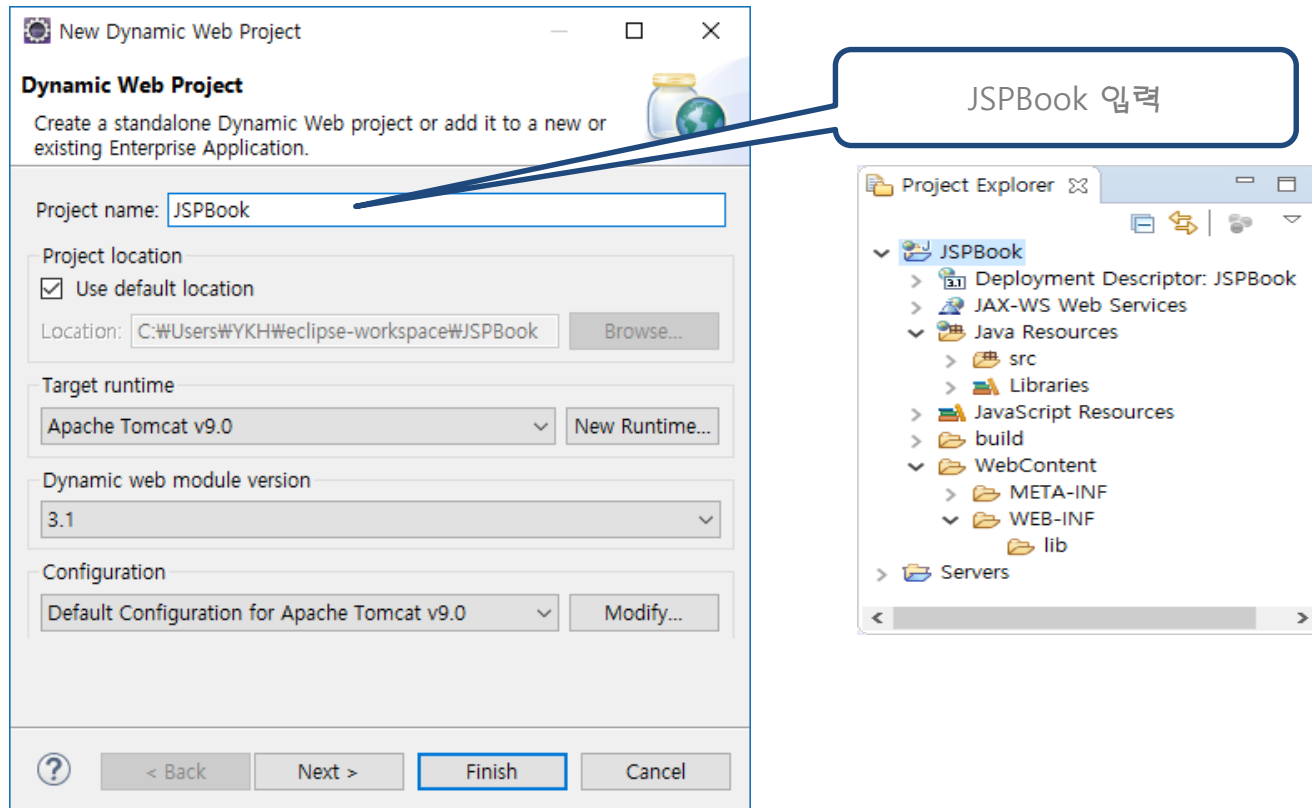 New Dynamic Web Project
Dynamic Web Project
Create a standalone Dynamic Web project or add it to a new or
existing Enterprise Application.
Project name: JSPBook
Project location
Use default location
Location: C:₩Users₩YKH₩eclipse-workspace₩JSPBook Browse...
Target runtime
Apache Tomcat v9.0 New Runtime...
Dynamic web module version
3.1
Configuration
Default Configuration for Apache Tomcat v9.0 Modify...
? < Back Next > Finish Cancel
JSPBook 입력
Project Explorer
JSPBook
3.1 Deployment Descriptor: JSPBook
JAX-WS Web Services
Java Resources
src
Libraries
JavaScript Resources
build
WebContent
META-INF
WEB-INF
lib
Servers